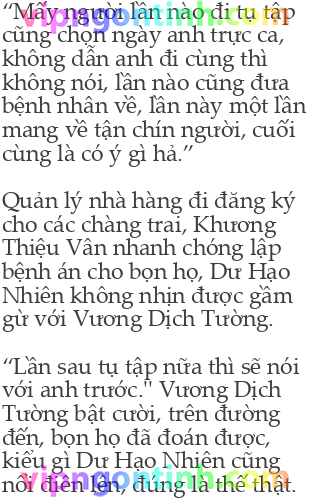 “Mấy người lần nào đi tụ tập
vipngontinh.com
cũng chọn ngày anh trực ca,
không dẫn anh đi cùng thì
không nói, lần nào cũng đưa
bệnh nhân về, lần này một lần
mang về tận chín người, cuối
cùng là có ý gì hả.”
Quản lý nhà hàng đi đăng ký
cho các chàng trai, Khương
Thiệu Vân nhanh chóng lập
bệnh án cho bọn họ, Dư Hạo
Nhiên không nhịn được gầm
gừ với Vương Dịch Tường.
“Lần sau tụ tập nữa thì sẽ nói
với anh trước." Vương Dịch
Tường bật cười, trên đường
đến, bọn họ đã đoán được,
kiểu gì Dư Hạo Nhiên cũng
vipngontinh.com
nổi điên lên, đúng là thế thật.